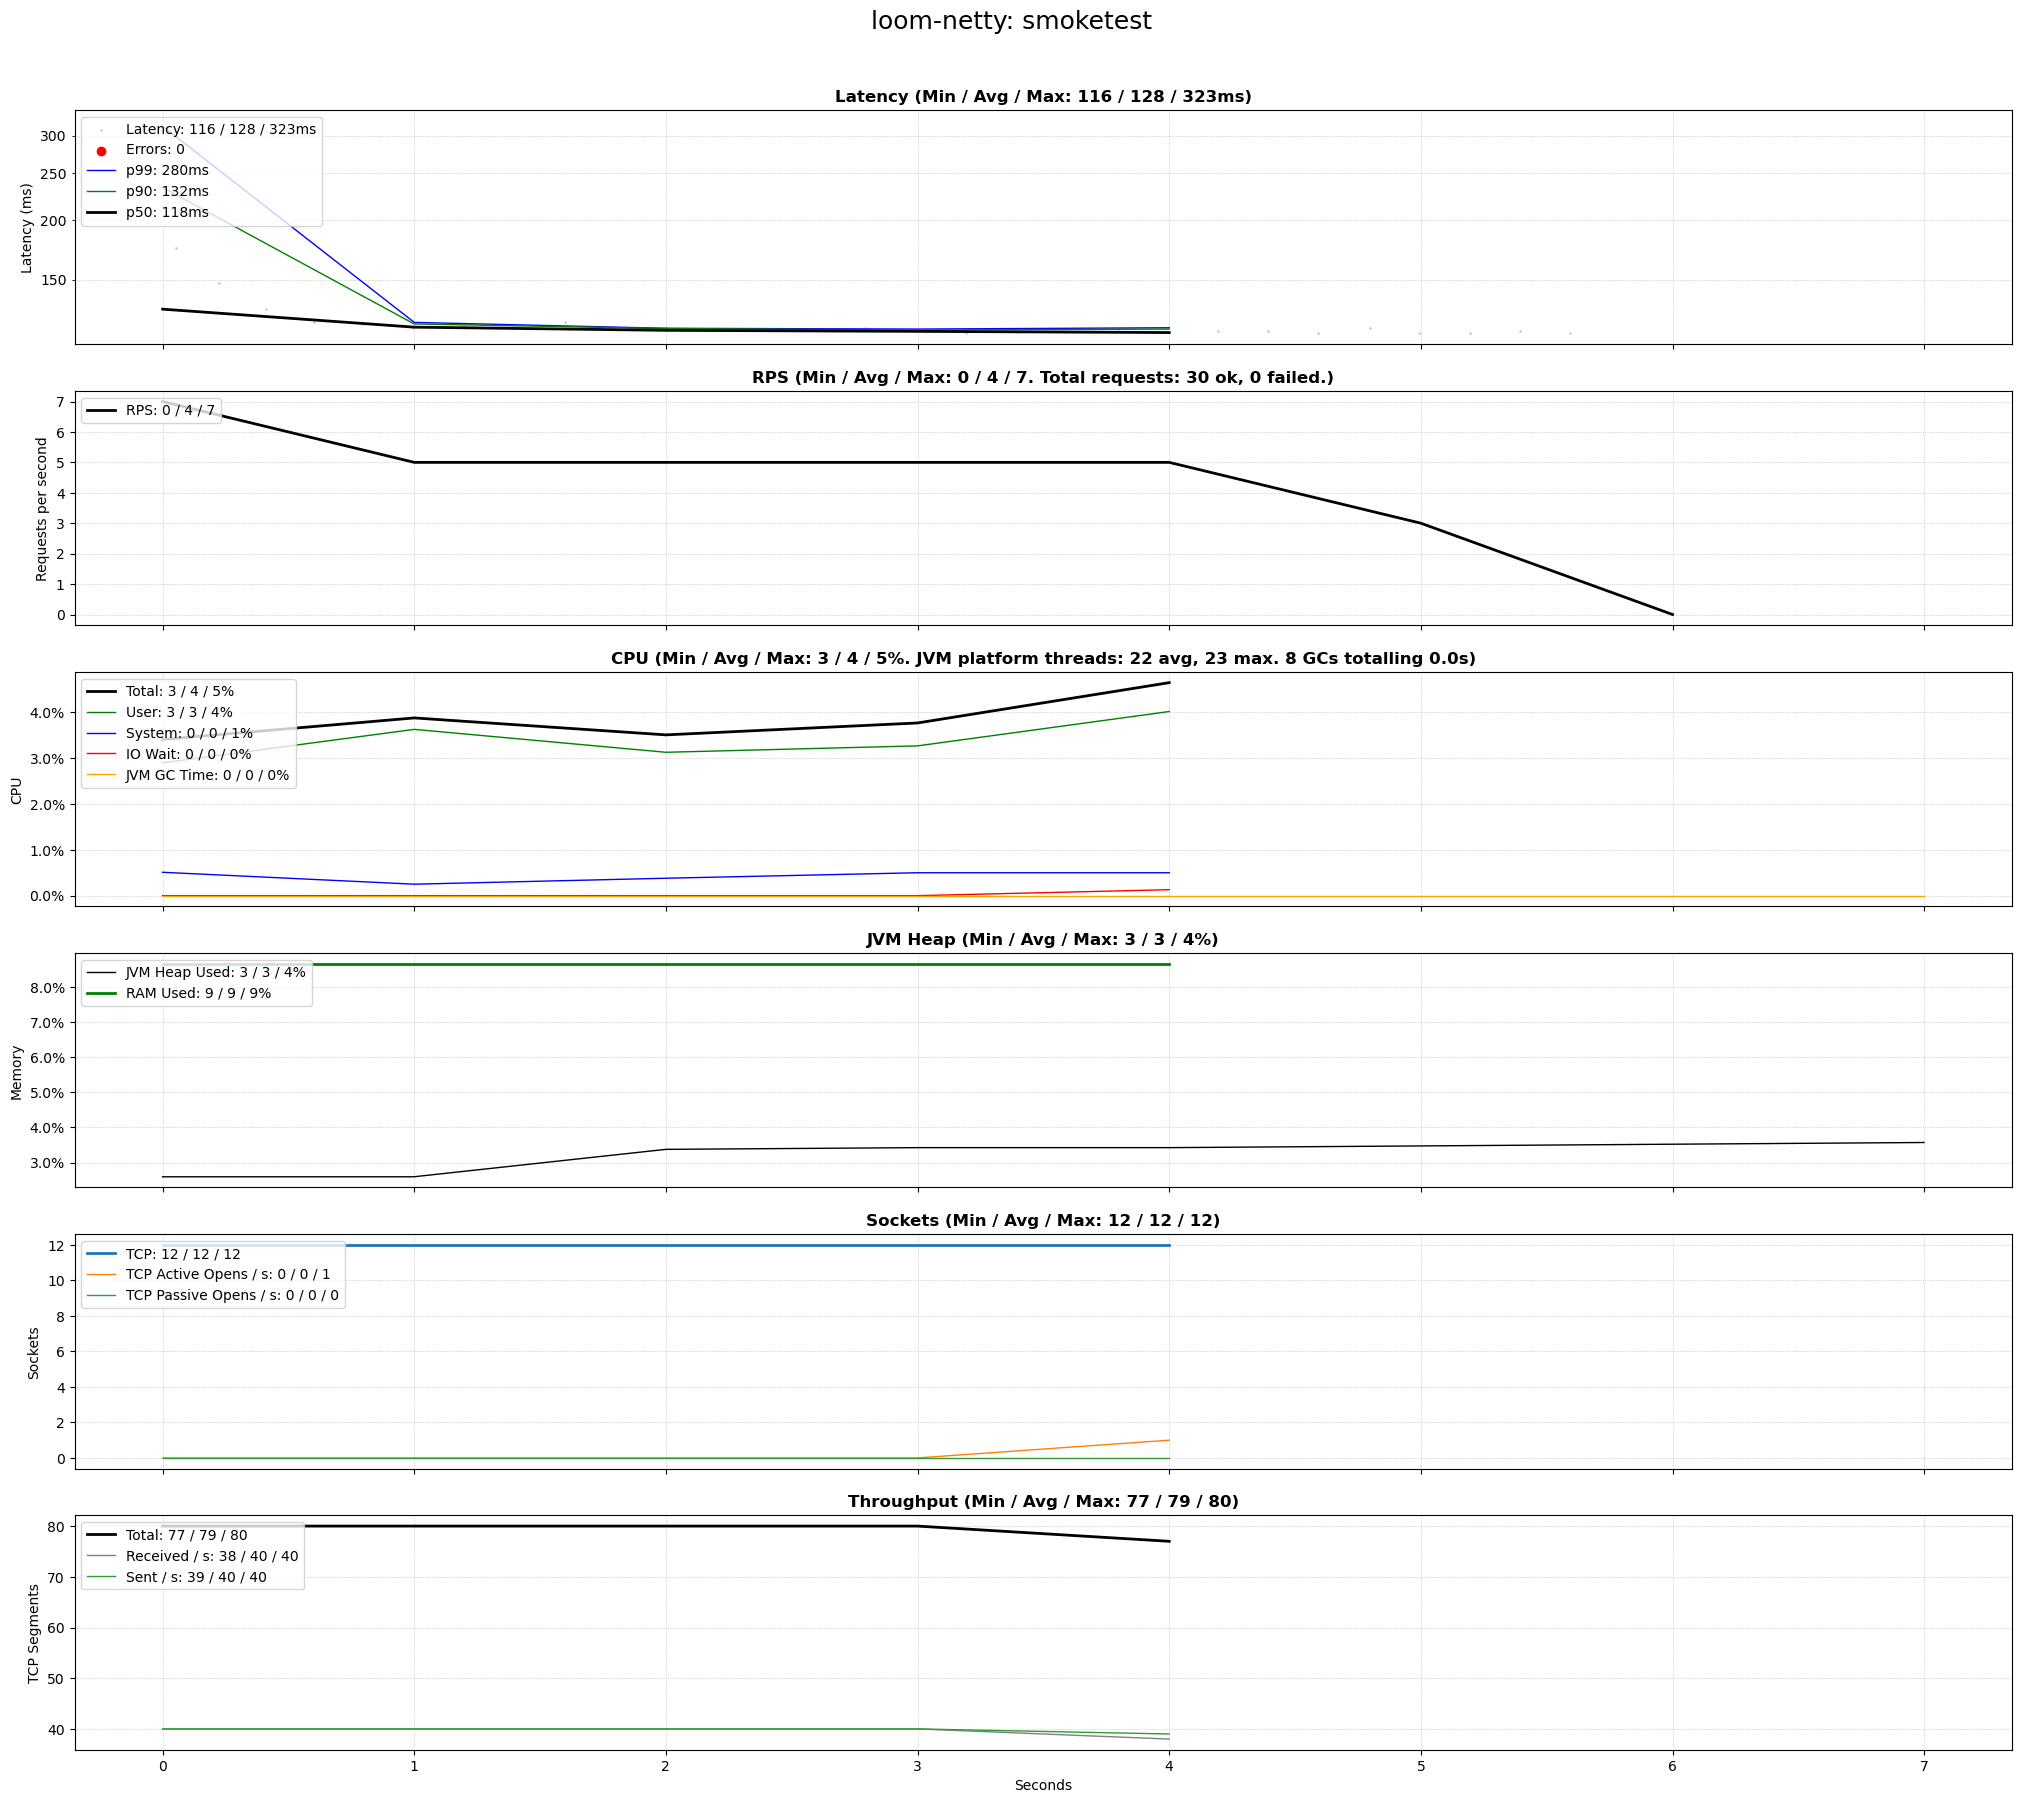 loom-netty: smoketest
Latency (Min / Avg / Max: 116 / 128 / 323ms)
Latency (ms)
300
250
200
150
Latency: 116 / 128 / 323ms
Errors: 0
p99: 280ms
p90: 132ms
p50: 118ms
RPS (Min / Avg / Max: 0 / 4 / 7. Total requests: 30 ok, 0 failed.)
Requests per second
7
6
5
4
3
2
1
0
RPS: 0 / 4 / 7
CPU (Min / Avg / Max: 3 / 4 / 5%. JVM platform threads: 22 avg, 23 max. 8 GCs totalling 0.0s)
CPU
4.0%
3.0%
2.0%
1.0%
0.0%
Total: 3 / 4 / 5%
User: 3 / 3 / 4%
System: 0 / 0 / 1%
IO Wait: 0 / 0 / 0%
JVM GC Time: 0 / 0 / 0%
JVM Heap (Min / Avg / Max: 3 / 3 / 4%)
Memory
8.0%
7.0%
6.0%
5.0%
4.0%
3.0%
JVM Heap Used: 3 / 3 / 4%
RAM Used: 9 / 9 / 9%
Sockets (Min / Avg / Max: 12 / 12 / 12)
Sockets
12
10
8
6
4
2
0
TCP: 12 / 12 / 12
TCP Active Opens / s: 0 / 0 / 1
TCP Passive Opens / s: 0 / 0 / 0
Throughput (Min / Avg / Max: 77 / 79 / 80)
TCP Segments
80
70
60
50
40
Total: 77 / 79 / 80
Received / s: 38 / 40 / 40
Sent / s: 39 / 40 / 40
0 1 2 3 4 5 6 7
Seconds